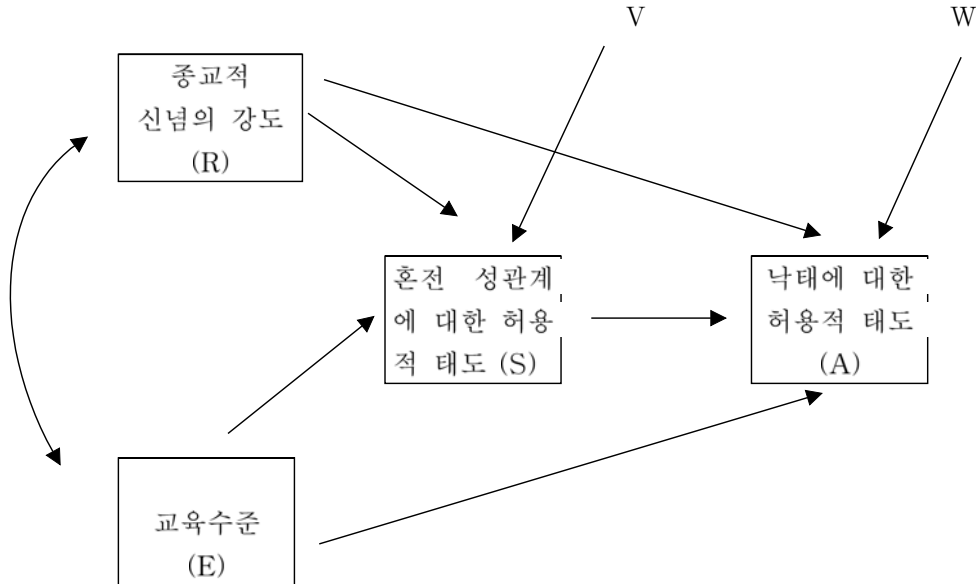 V
W
종교적
신념의 강도
(R)
혼전 성관계
에 대한 허용
적 태도 (S)
낙태에 대한
허용적 태도
(A)
교육수준
(E)